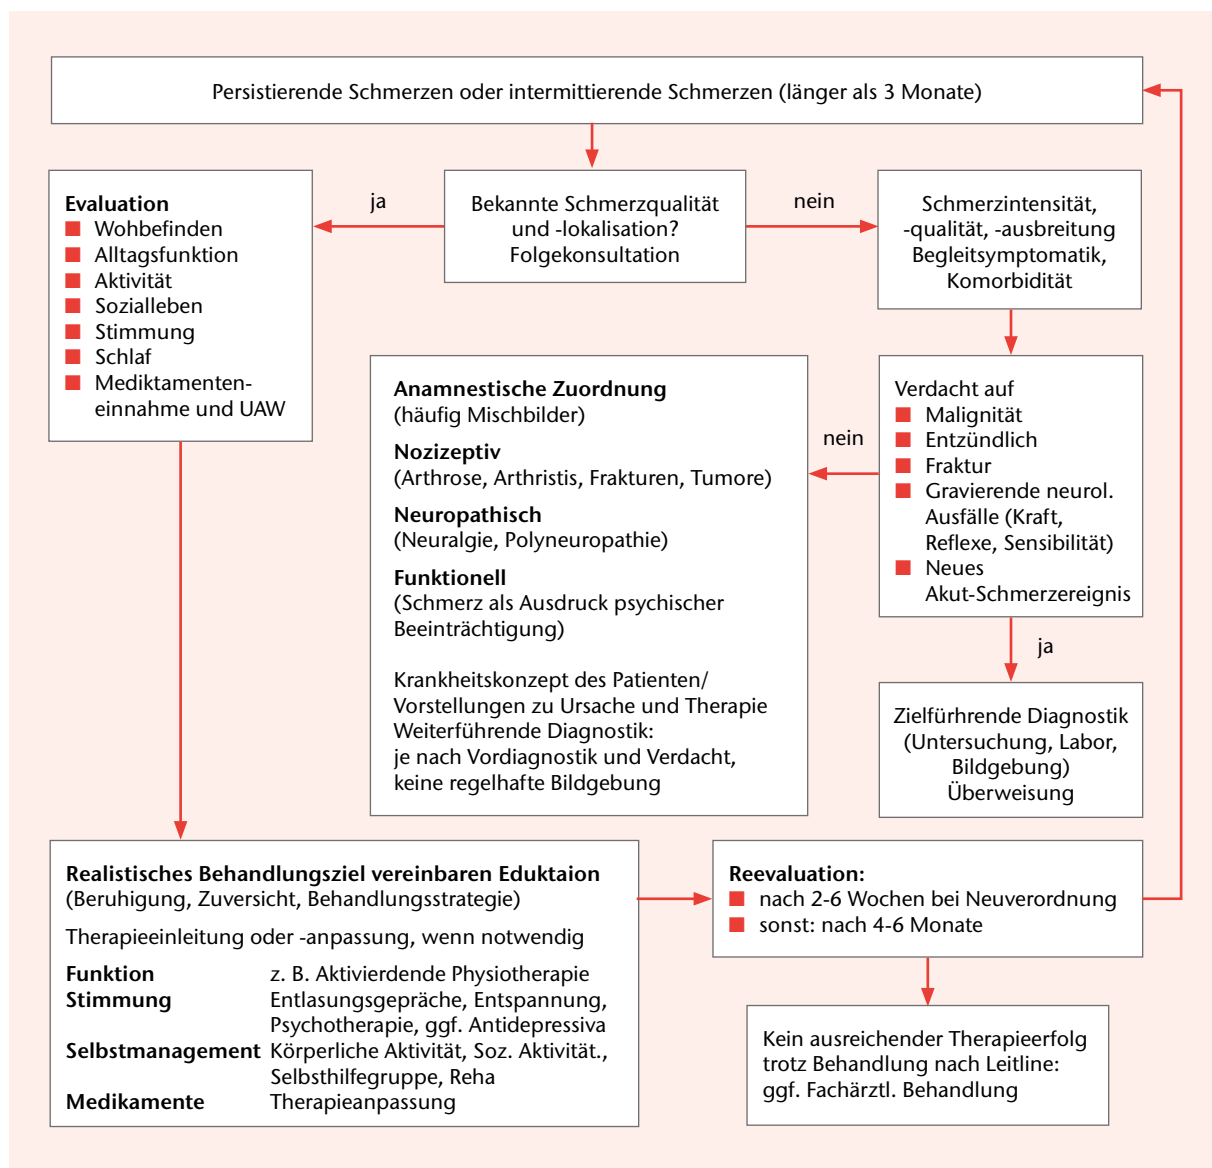 Persistierende Schmerzen oder intermittierende Schmerzen (länger als 3 Monate)
Bekannte Schmerzqualität
und -lokalisation?
Folgekonsultation
ja
nein
Evaluation
Wohbefinden
Alltagsfunktion
Aktivität
Sozialleben
Stimmung
Schlaf
Mediktamenten-
einnahme und UAW
Schmerzintensität,
-qualität, -ausbreitung
Begleitsymptomatik,
Komorbidität
Verdacht auf
Malignität
Entzündlich
Fraktur
Gravierende neurol.
Ausfälle (Kraft,
Reflexe, Sensibilität)
Neues
Akut-Schmerzereignis
nein
Anamnestische Zuordnung
(häufig Mischbilder)
Nozizeptiv
(Arthrose, Arthristis, Frakturen, Tumore)
Neuropathisch
(Neuralgie, Polyneuropathie)
Funktionell
(Schmerz als Ausdruck psychischer
Beeinträchtigung)
Krankheitskonzept des Patienten/
Vorstellungen zu Ursache und Therapie
Weiterführende Diagnostik:
je nach Vordiagnostik und Verdacht,
keine regelhafte Bildgebung
ja
Zielfürhrende Diagnostik
(Untersuchung, Labor,
Bildgebung)
Überweisung
Realistisches Behandlungsziel vereinbaren Eduktaion
(Beruhigung, Zuversicht, Behandlungsstrategie)
Therapieeinleitung oder -anpassung, wenn notwendig
Funktion z. B. Aktivierdende Physiotherapie
Stimmung Entlasungsgepräche, Entspannung,
Psychotherapie, ggf. Antidepressiva
Selbstmanagement Körperliche Aktivität, Soz. Aktivität.,
Selbsthilfegruppe, Reha
Medikamente Therapieanpassung
Reevaluation:
nach 2-6 Wochen bei Neuverordnung
sonst: nach 4-6 Monate
Kein ausreichender Therapieerfolg
trotz Behandlung nach Leitline:
ggf. Fachärztl. Behandlung